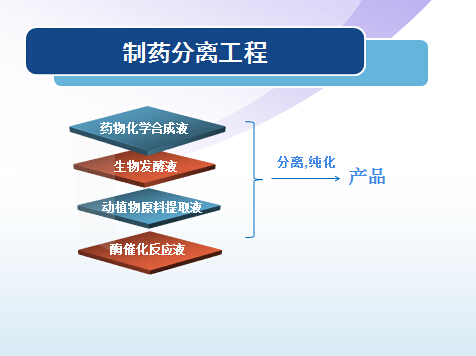 制药分离工程
药物化学合成液
生物发酵液
动植物原料提取液
酶催化反应液
分离,纯化
产品